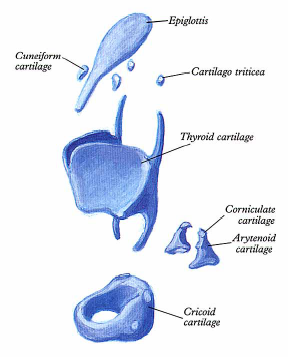 Epiglottis
Cuneiform
cartilage
Cartilago triticea
Thyroid cartilage
Corniculate
cartilage
Arytenoid
cartilage
Cricoid
cartilage